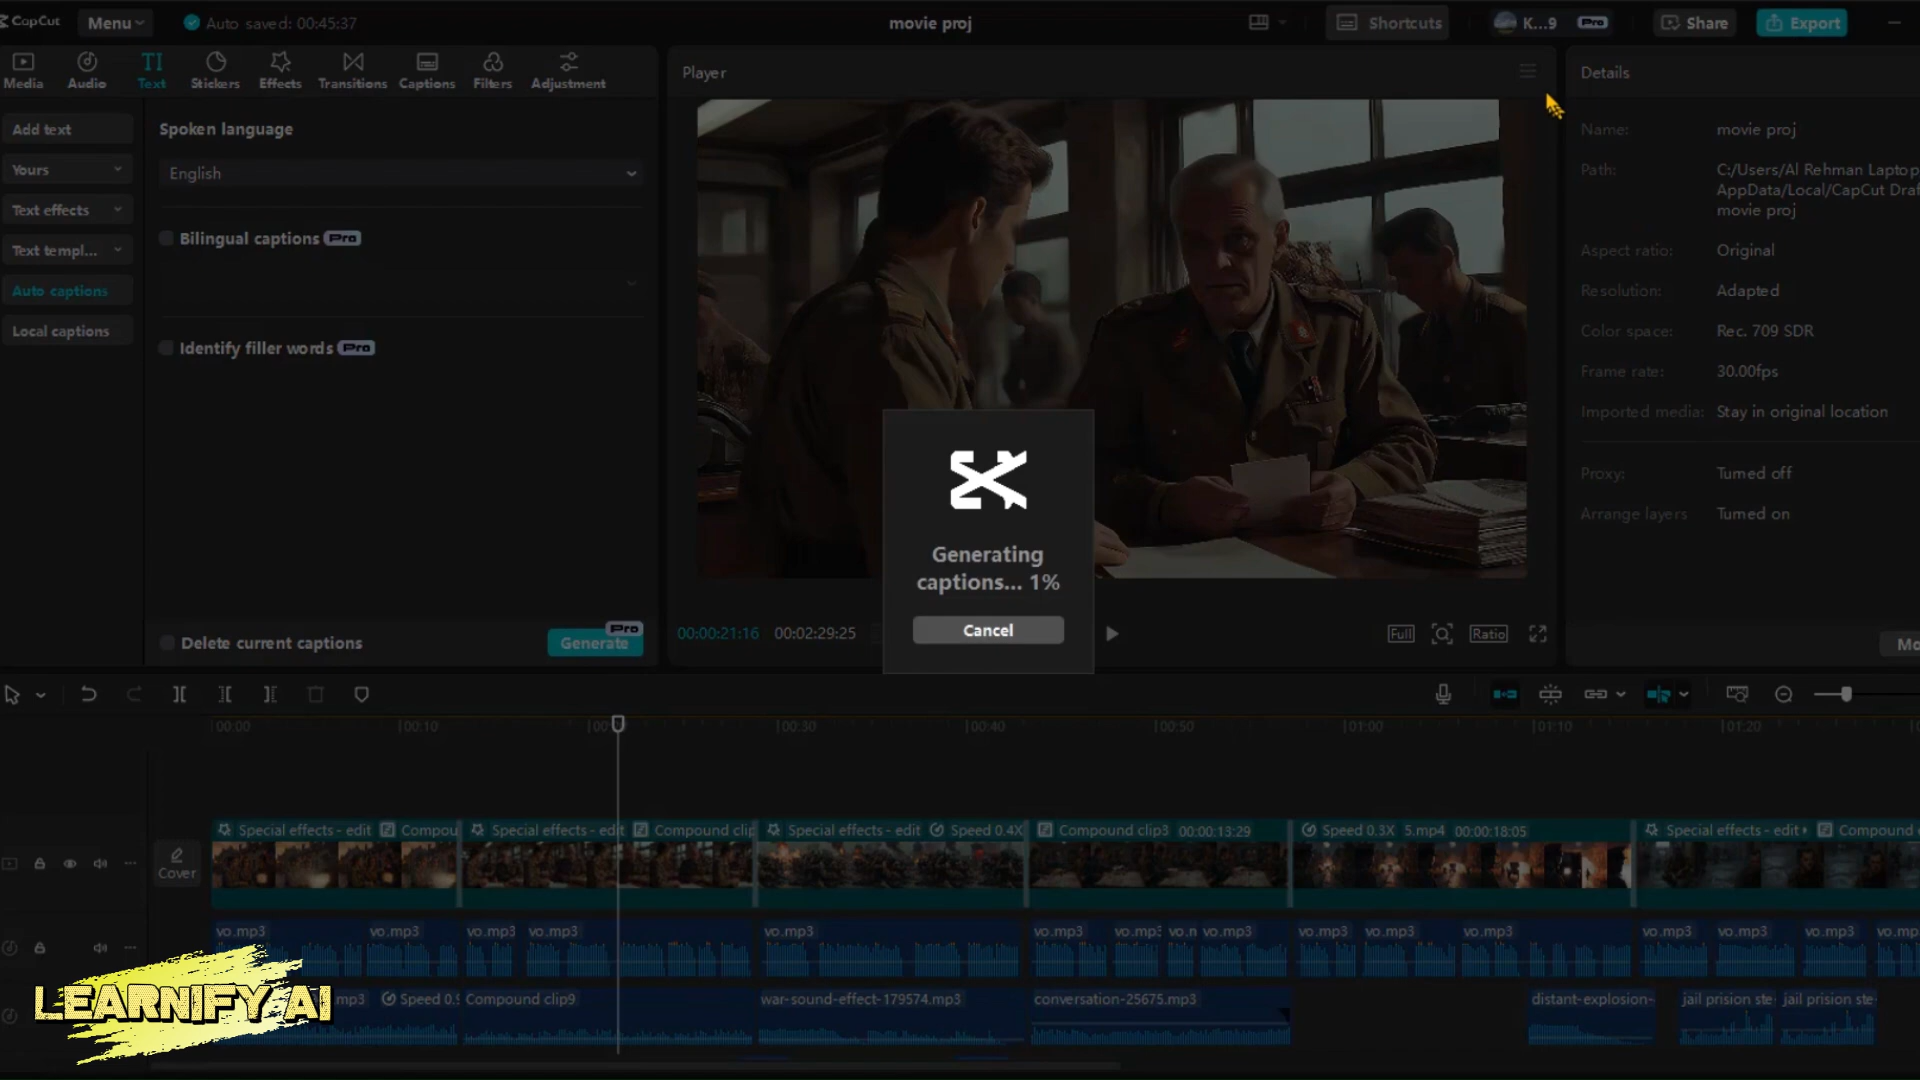 CapCut
Menu
Auto saved: 00:45:37
movie proj
Shortcuts
K...9
Pro
Share
Export
Media
Audio
TI
Text
Stickers
Effects
Transitions
Captions
Filters
Adjustment
Player
Details
Add text
Yours
Text effects
Text templ...
Auto captions
Local captions
Spoken language
English
Bilingual captions Pro
Identify filler words Pro
Delete current captions
Pro
Generate
Name:
movie proj
Path:
C:/Users/Al Rehman Laptop
AppData/Local/CapCut Draf
movie proj
Aspect ratio:
Original
Resolution:
Adapted
Color space:
Rec. 709 SDR
Frame rate:
30.00fps
Imported media:
Stay in original location
Proxy:
Turned off
Arrange layers
Turned on
Generating
captions... 1%
Cancel
00:00:21:16
00:02:29:25
Full
Ratio
Mo
00:00
00:10
00:30
00:40
00:50
01:00
01:10
01:20
Cover
Special effects - edit
Compou
Special effects - edit
Compound clip
Special effects - edit
Speed 0.4X
Compound clip3 00:00:13:29
Speed 0.3X 5.mp4 00:00:18:05
Special effects - edit
Compound
vo.mp3
vo.mp3
vo.mp3
vo.mp3
vo.mp3
vo.mp3
vo.mp3
vo.n
vo.mp3
vo.mp3
vo.mp3
vo.mp3
vo.mp3
vo.mp3
vo.mp3
vo.mp
mp3
Speed 0.9
Compound clip9
war-sound-effect-179574.mp3
conversation-25675.mp3
distant-explosion-
jail prision ste
jail prision ste
LEARNIFY AI